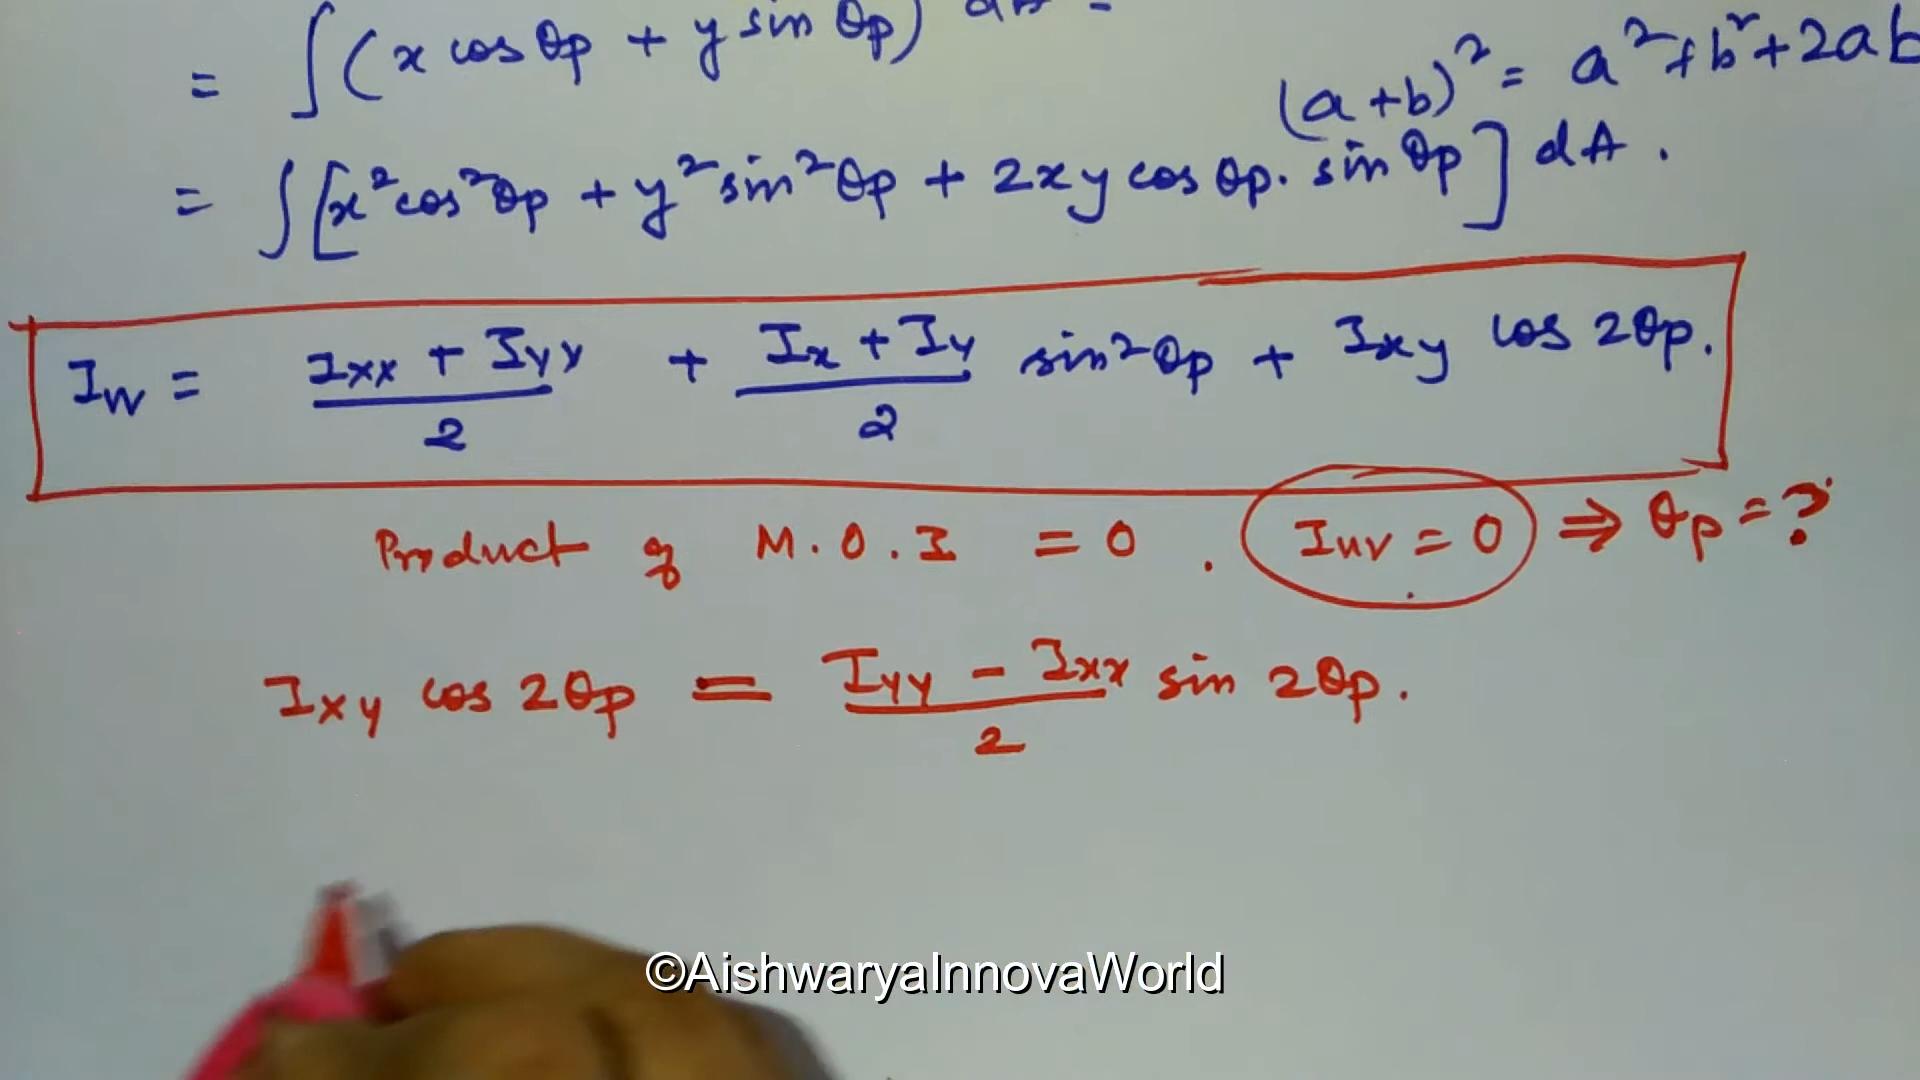 = ∫(x cos θp + y sin θp)
(a+b)² = a²+b²+2ab
= ∫[x²cos²θp + y²sin²θp + 2xy cos θp. sin θp] dA.
Iw = Ixx + Iyy / 2 + Ix + Iy / 2 sin²θp + Ixy cos 2θp.
Product of M.O.I = 0. Iuv = 0 ⇒ θp = ?
Ixy cos 2θp = Iyy - Ixx / 2 sin 2θp.
©AishwaryaInnovaWorld